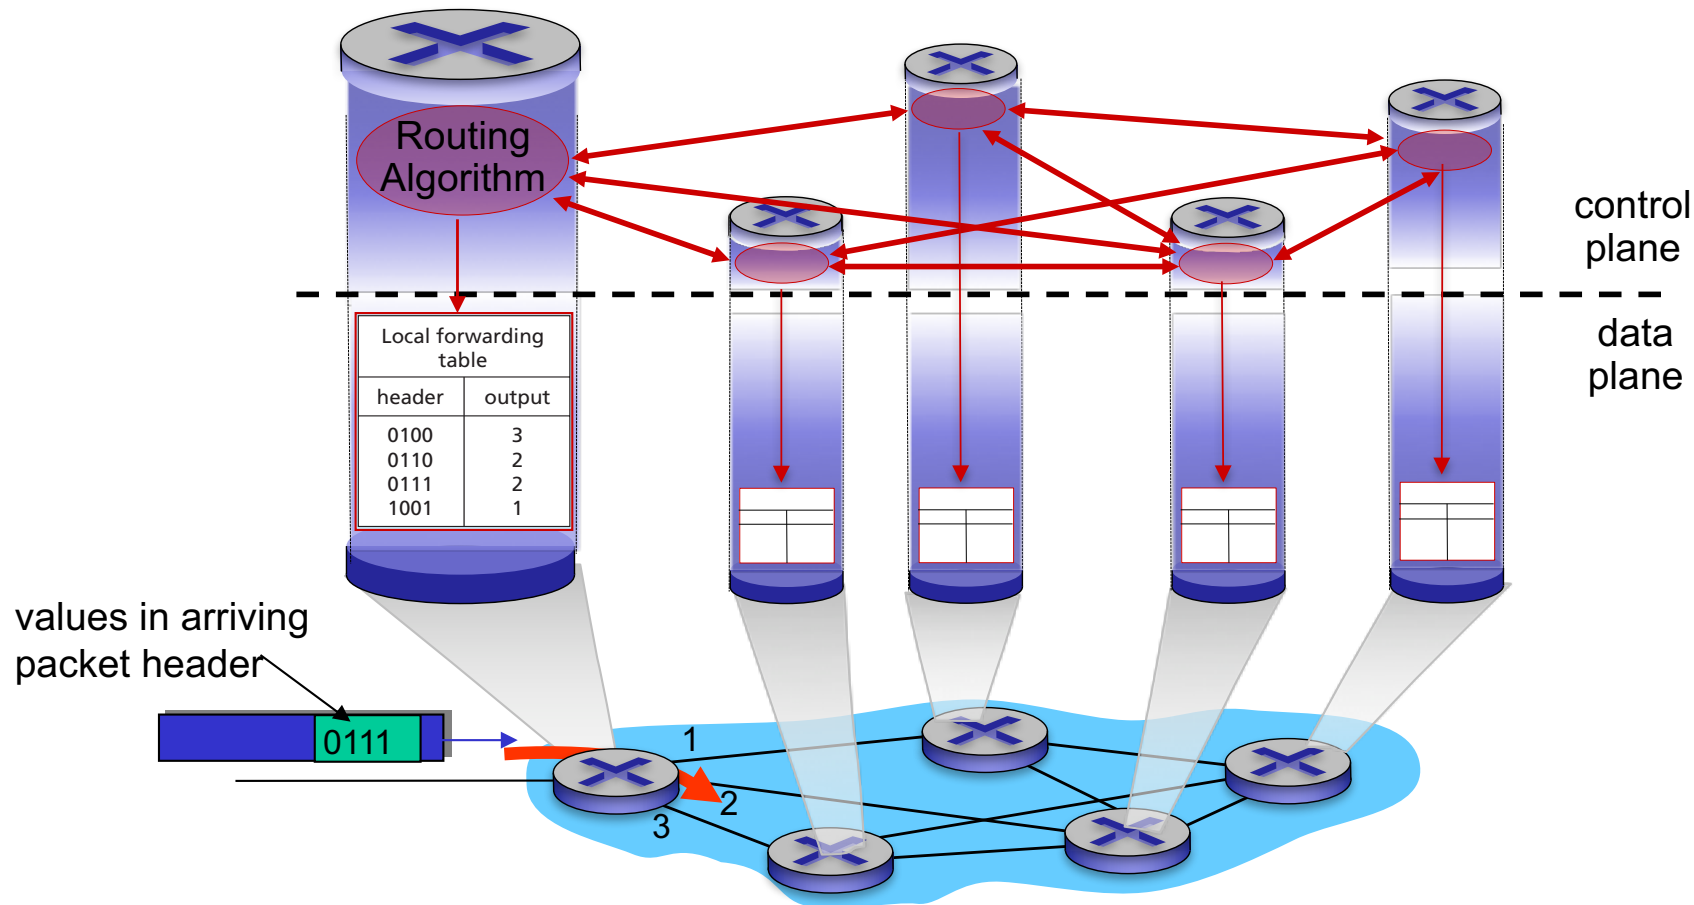 Routing
Algorithm
control
plane
data
plane
Local forwarding
table
header output
0100 3
0110 2
0111 2
1001 1
values in arriving
packet header
0111
1
2
3